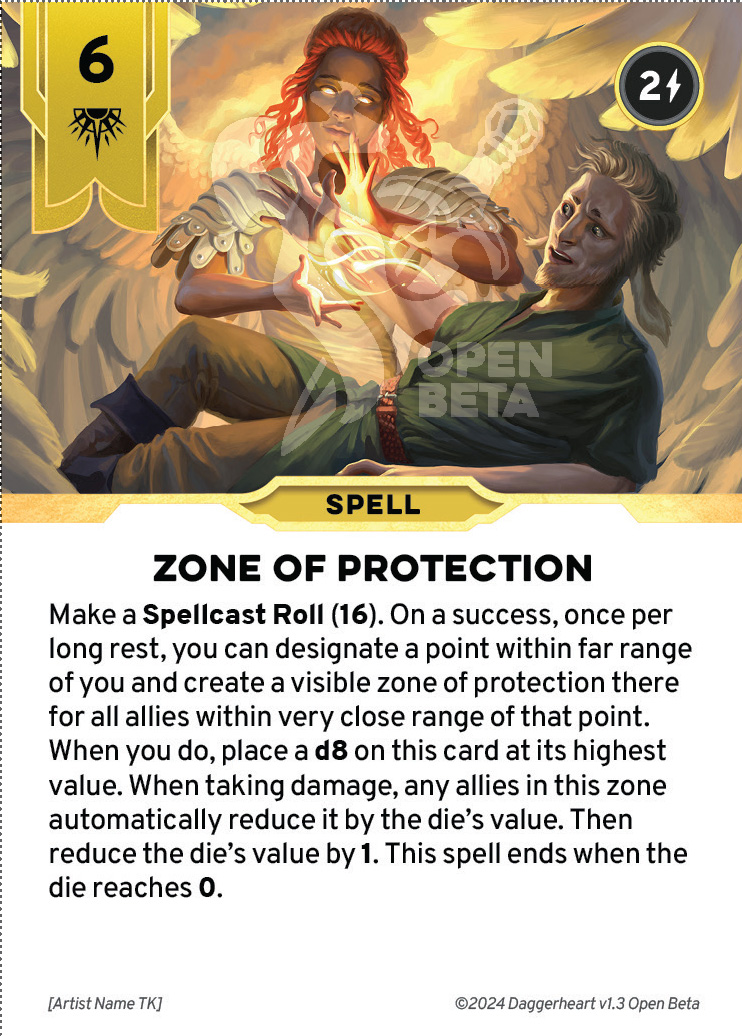 6
2
OPEN
BETA
SPELL
ZONE OF PROTECTION
Make a Spellcast Roll (16). On a success, once per
long rest, you can designate a point within far range
of you and create a visible zone of protection there
for all allies within very close range of that point.
When you do, place a d8 on this card at its highest
value. When taking damage, any allies in this zone
automatically reduce it by the die’s value. Then
reduce the die’s value by 1. This spell ends when the
die reaches 0.
[Artist Name TK]
©2024 Daggerheart v1.3 Open Beta